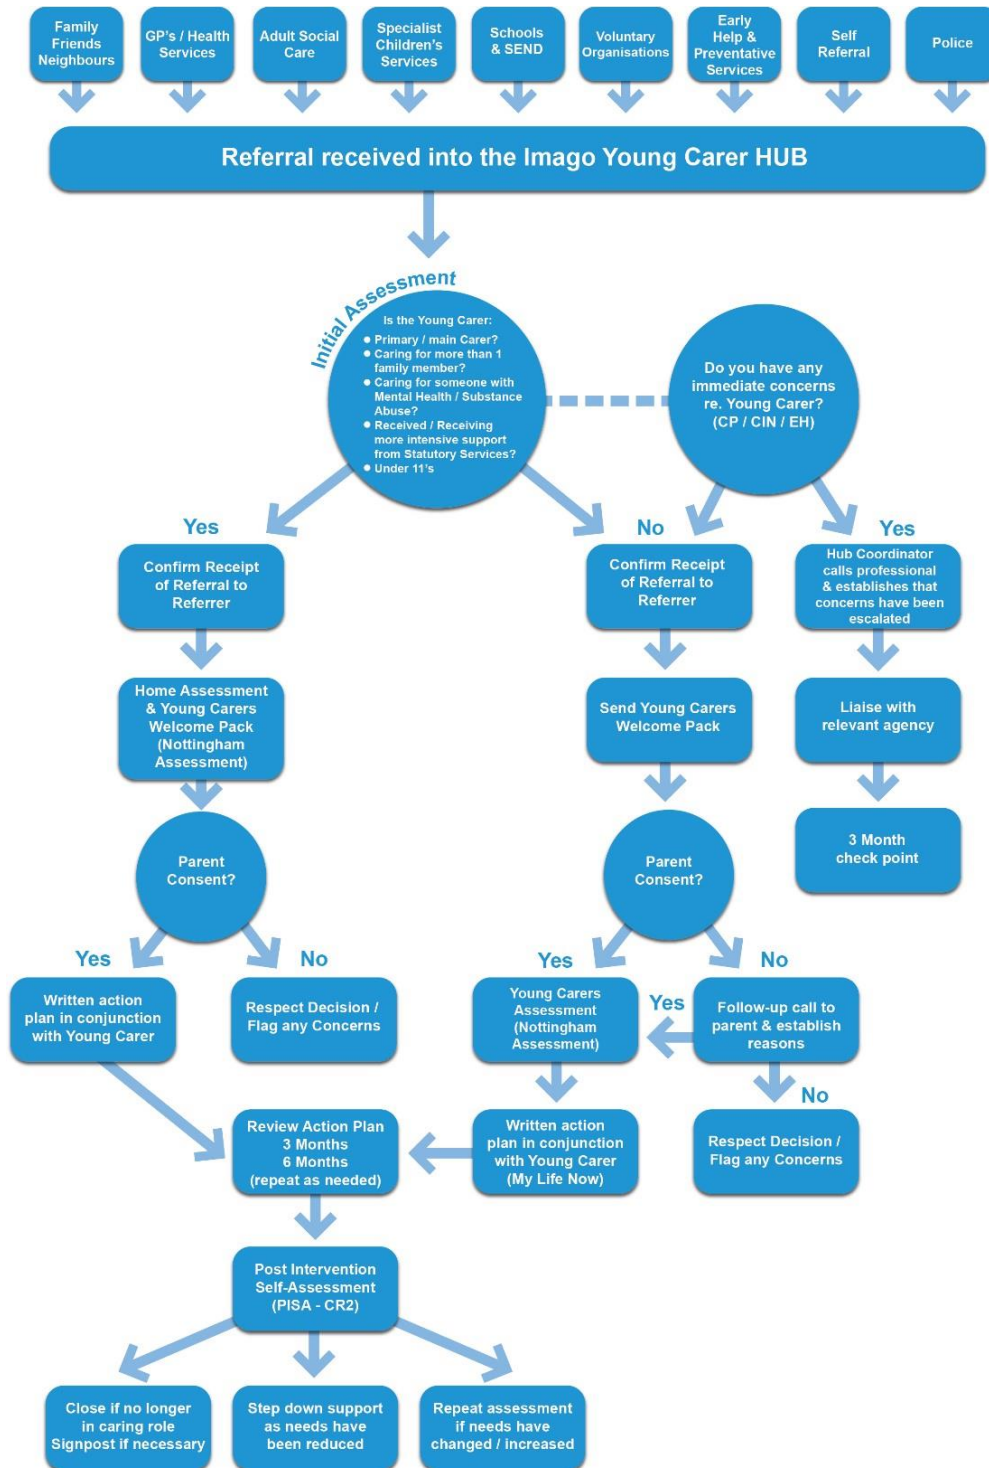 Family
Friends
Neighbours
GP's / Health
Services
Adult Social
Care
Specialist
Children's
Services
Schools
& SEND
Voluntary
Organisations
Early
Help &
Preventative
Services
Self
Referral
Police
Referral received into the Imago Young Carer HUB
Initial Assessment
Is the Young Carer:
● Primary / main Carer?
● Caring for more than 1
family member?
● Caring for someone with
Mental Health / Substance
Abuse?
● Received / Receiving
more intensive support
from Statutory Services?
● Under 11's
Do you have any
immediate concerns
re. Young Carer?
(CP / CIN / EH)
Yes
No
Yes
Confirm Receipt
of Referral to
Referrer
Confirm Receipt
of Referral to
Referrer
Hub Coordinator
calls professional
& establishes that
concerns have been
escalated
Home Assessment
& Young Carers
Welcome Pack
(Nottingham
Assessment)
Send Young Carers
Welcome Pack
Liaise with
relevant agency
Parent
Consent?
Parent
Consent?
3 Month
check point
Yes
No
Yes
No
Written action
plan in conjunction
with Young Carer
Respect Decision /
Flag any Concerns
Young Carers
Assessment
(Nottingham
Assessment)
Yes
Follow-up call to
parent & establish
reasons
No
Review Action Plan
3 Months
6 Months
(repeat as needed)
Written action
plan in conjunction
with Young Carer
(My Life Now)
Respect Decision /
Flag any Concerns
Post Intervention
Self-Assessment
(PISA - CR2)
Close if no longer
in caring role
Signpost if necessary
Step down support
as needs have
been reduced
Repeat assessment
if needs have
changed / increased